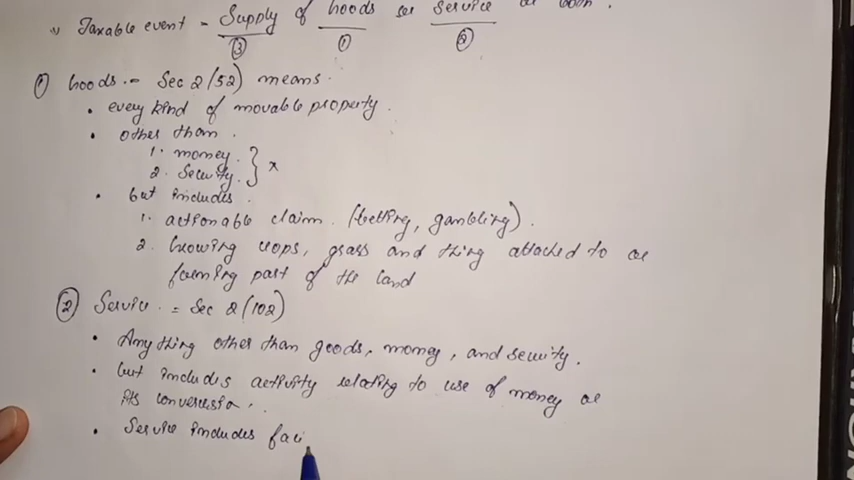 Taxable event - Supply of Goods or Service or both.
③ ① ②
① Goods - Sec 2(52) means
• every kind of movable property.
• other than.
1. money.
2. Security. } x
• but includes.
1. actionable claim. (betting, gambling).
2. Growing crops, grass and thing attached to or
forming part of the land
② Service = Sec 2(102)
• Anything other than goods, money, and security.
• but includes activity relating to use of money or
its conversion.
• Service includes faci